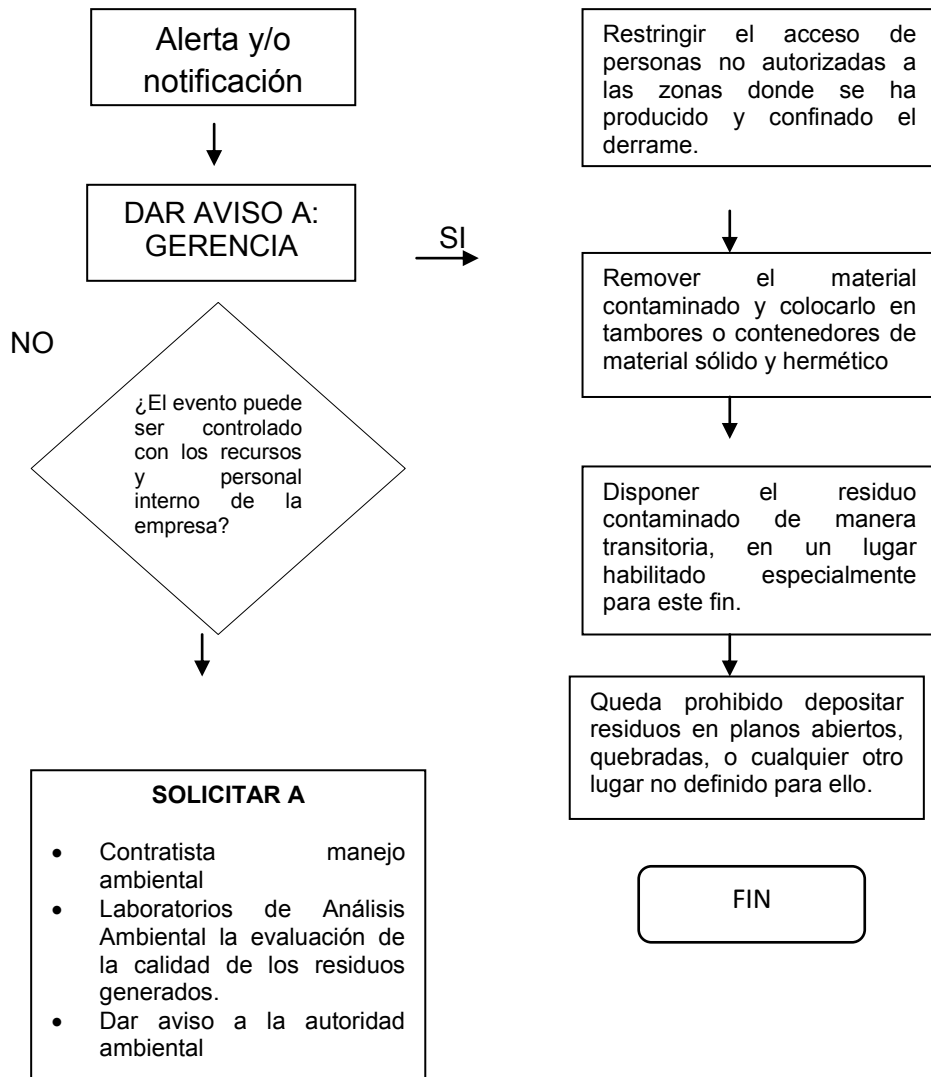 Alerta y/o
notificación
DAR AVISO A:
GERENCIA
SI
NO
¿El evento puede
ser controlado
con los recursos
y personal
interno de la
empresa?
SOLICITAR A
• Contratista manejo
ambiental
• Laboratorios de Análisis
Ambiental la evaluación de
la calidad de los residuos
generados.
• Dar aviso a la autoridad
ambiental
Restringir el acceso de
personas no autorizadas a
las zonas donde se ha
producido y confinado el
derrame.
Remover el material
contaminado y colocarlo en
tambores o contenedores de
material sólido y hermético
Disponer el residuo
contaminado de manera
transitoria, en un lugar
habilitado especialmente
para este fin.
Queda prohibido depositar
residuos en planos abiertos,
quebradas, o cualquier otro
lugar no definido para ello.
FIN